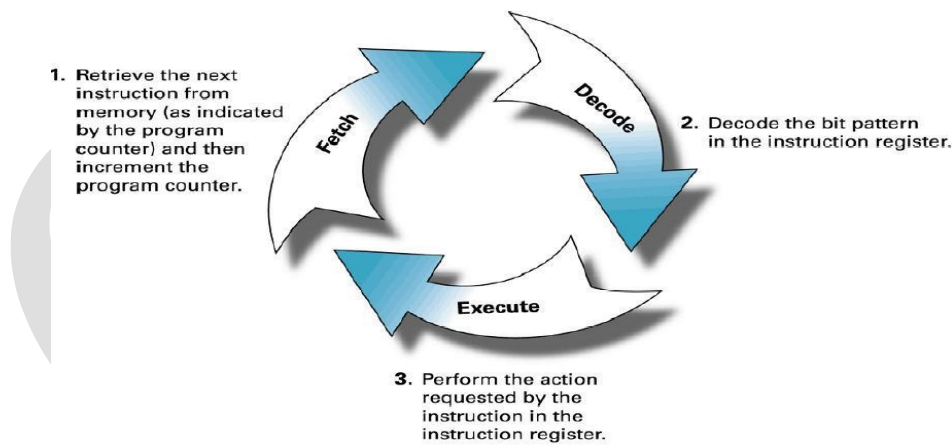 1. Retrieve the next
instruction from
memory (as indicated
by the program
counter) and then
increment the
program counter.
Fetch
Decode
2. Decode the bit pattern
in the instruction register.
Execute
3. Perform the action
requested by the
instruction in the
instruction register.